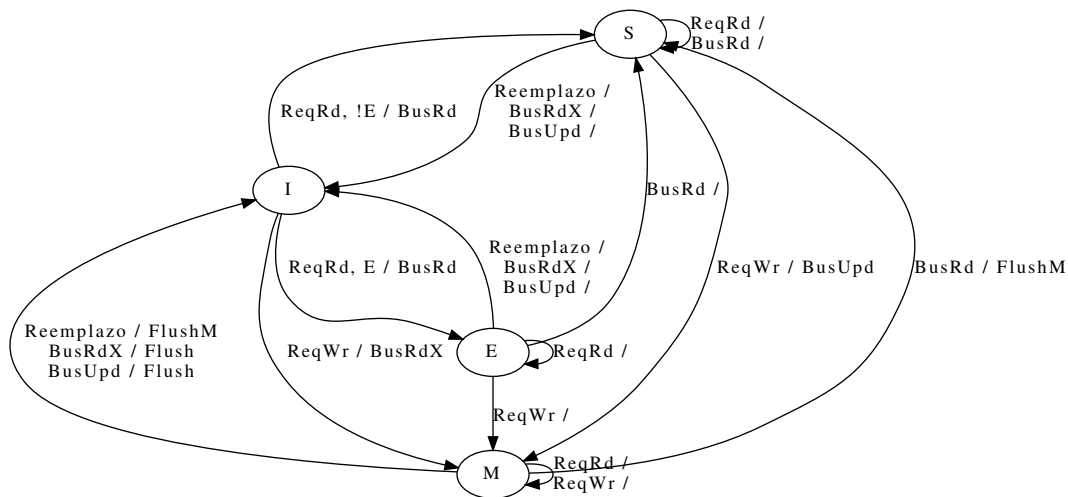 S
ReqRd /
BusRd /
ReqRd, !E / BusRd
Reemplazo /
BusRdX /
BusUpd /
I
BusRd /
ReqRd, E / BusRd
Reemplazo /
BusRdX /
BusUpd /
ReqWr / BusUpd
BusRd / FlushM
Reemplazo / FlushM
BusRdX / Flush
BusUpd / Flush
ReqWr / BusRdX
E
ReqRd /
ReqWr /
M
ReqRd /
ReqWr /